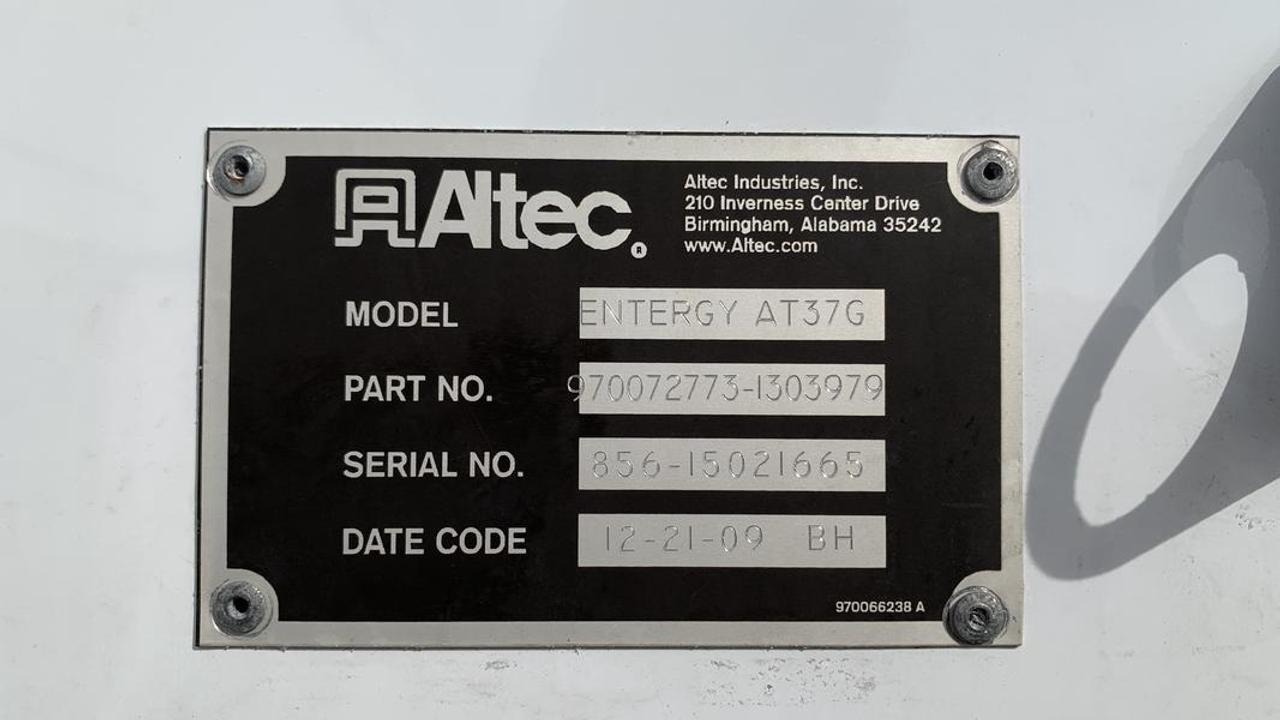 Altec®
Altec Industries, Inc.
210 Inverness Center Drive
Birmingham, Alabama 35242
www.Altec.com
MODEL ENTERGY AT37G
PART NO. 970072773-1303979
SERIAL NO. 856-15021665
DATE CODE 12-21-09 BH
970066238 A